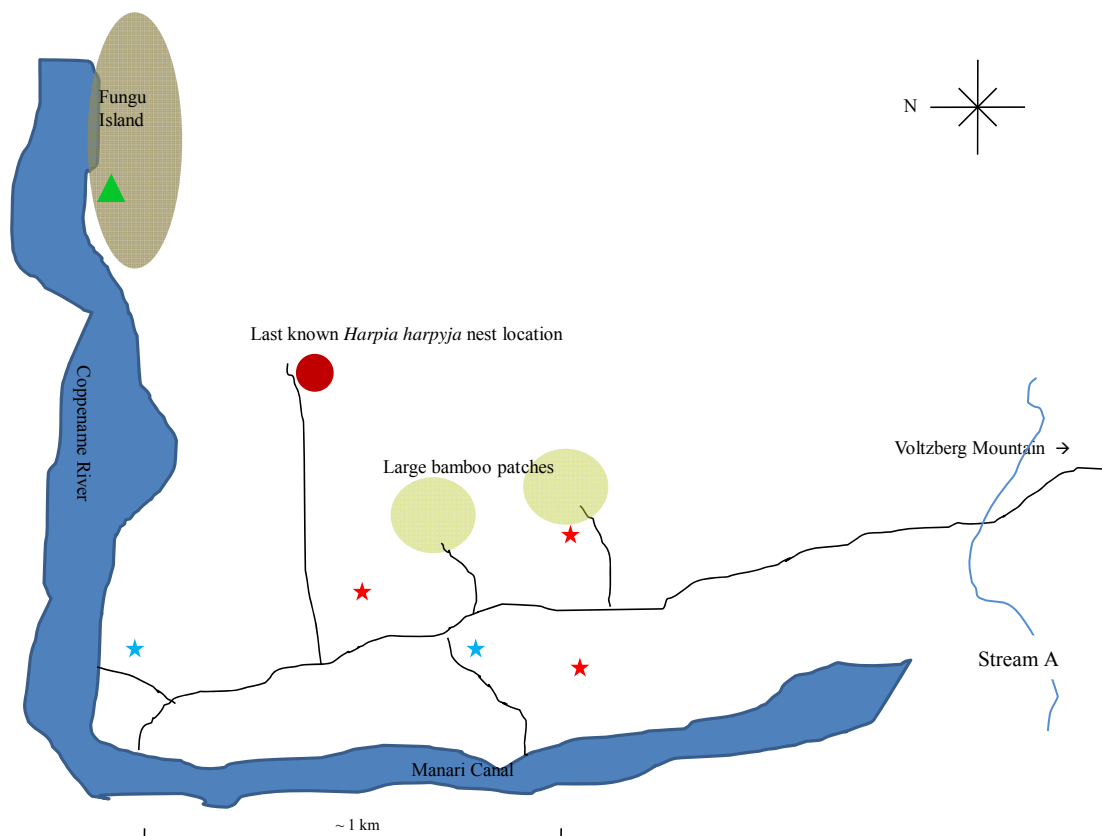 Fungu
Island
N
Last known Harpia harpyja nest location
Coppename River
Large bamboo patches
Voltzberg Mountain →
Stream A
Manari Canal
~ 1 km